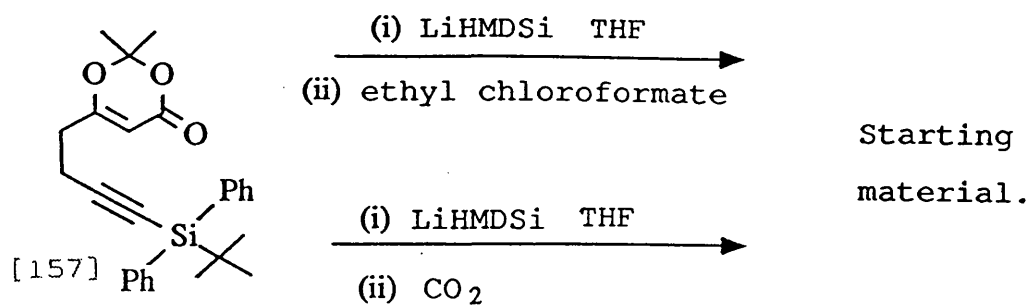 (i) LiHMDSi THF
(ii) ethyl chloroformate
O O
O
Starting
material.
Ph
(i) LiHMDSi THF
Si
[157] Ph
(ii) CO2